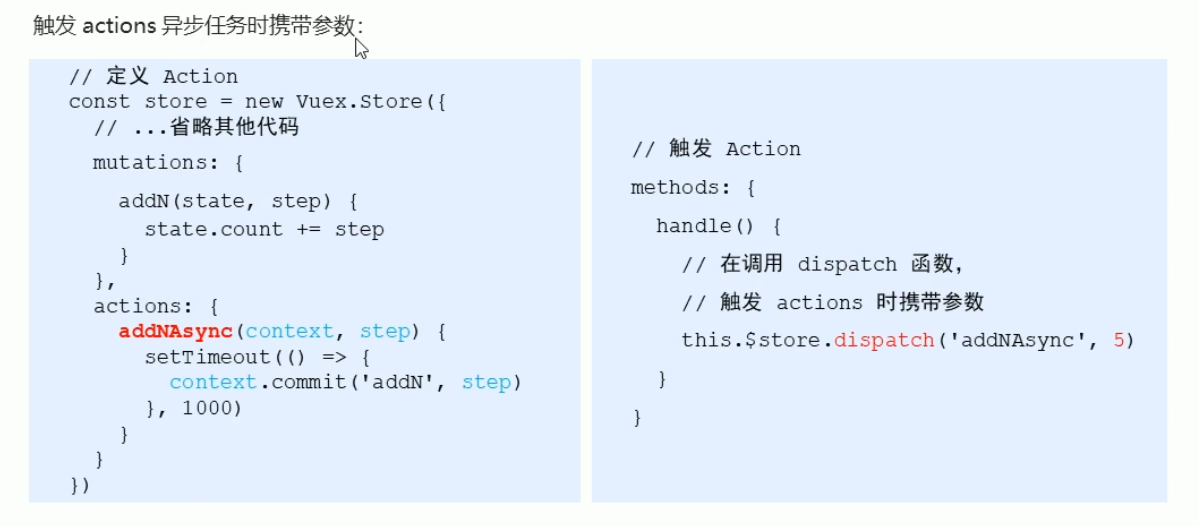 触发 actions 异步任务时携带参数：
// 定义 Action
const store = new Vuex.Store({
// ...省略其他代码
mutations: {
addN(state, step) {
state.count += step
}
},
actions: {
addNAsync(context, step) {
setTimeout(() => {
context.commit('addN', step)
}, 1000)
}
}
})
// 触发 Action
methods: {
handle() {
// 在调用 dispatch 函数，
// 触发 actions 时携带参数
this.$store.dispatch('addNAsync', 5)
}
}